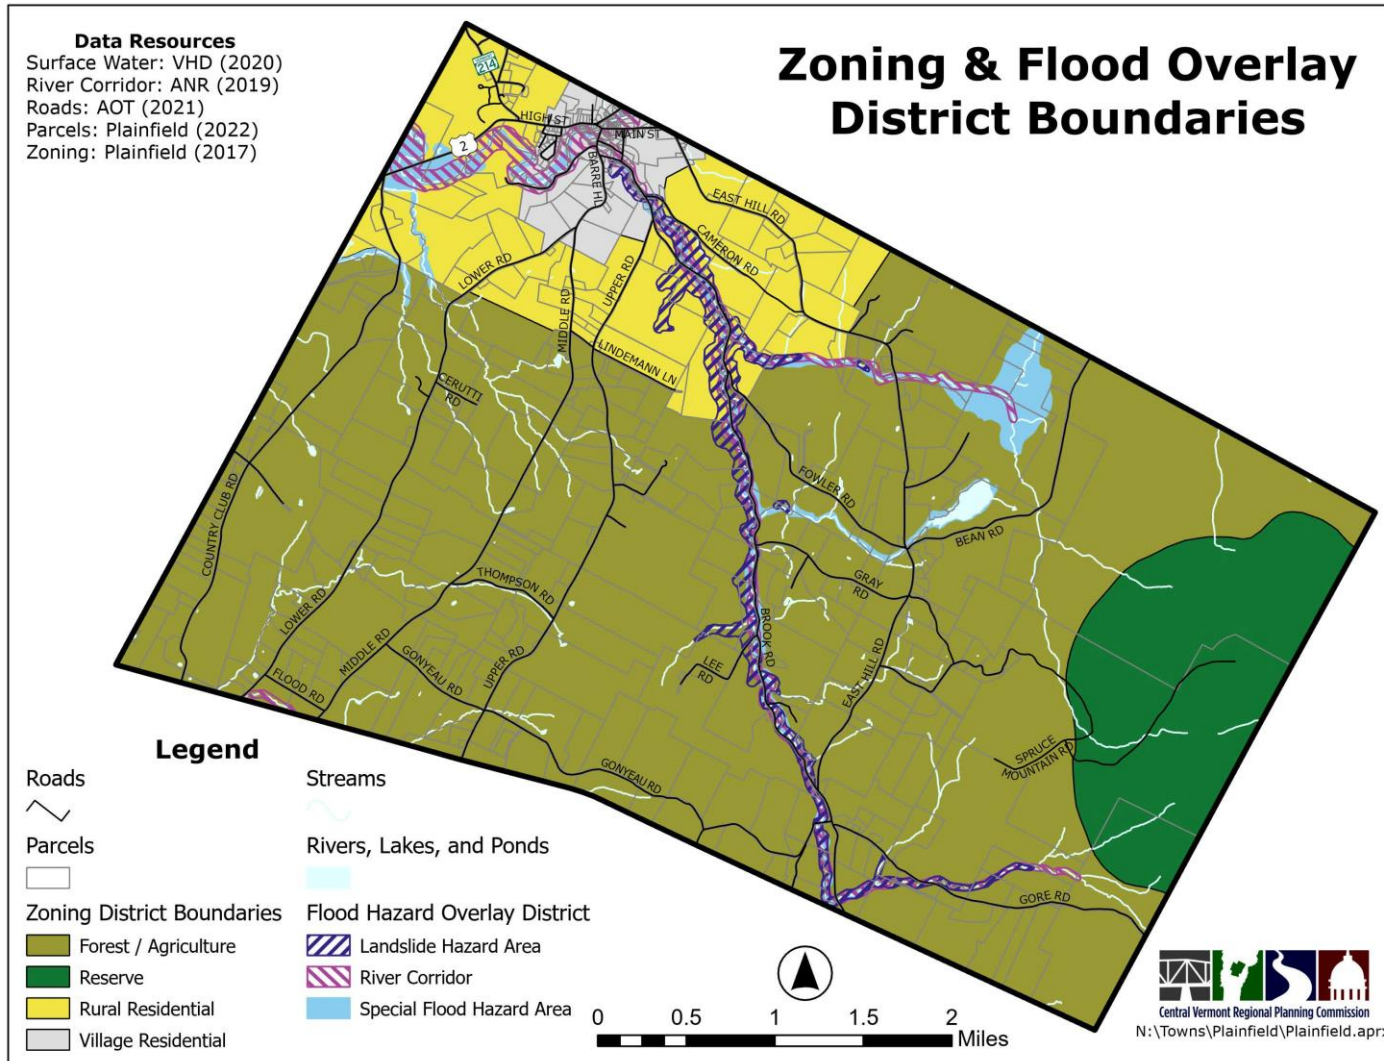 Data Resources
Surface Water: VHD (2020)
River Corridor: ANR (2019)
Roads: AOT (2021)
Parcels: Plainfield (2022)
Zoning: Plainfield (2017)
Zoning & Flood Overlay
District Boundaries
214
HIGH ST
MAIN ST
2
BARRE HL
EAST HILL RD
CAMERON RD
LOWER RD
UPPER RD
MIDDLE RD
LINDEMANN LN
CERUTTI
RD
COUNTRY CLUB RD
FOWLER RD
BEAN RD
THOMPSON RD
GRAY
RD
LOWER RD
MIDDLE RD
GONYEAU RD
UPPER RD
LEE
RD
BROOK RD
EAST HILL RD
FLOOD RD
SPRUCE
MOUNTAIN RD
GONYEAU RD
GORE RD
Legend
Roads
Streams
Parcels
Rivers, Lakes, and Ponds
Zoning District Boundaries
Flood Hazard Overlay District
Forest / Agriculture
Landslide Hazard Area
Reserve
River Corridor
Rural Residential
Special Flood Hazard Area
Village Residential
0 0.5 1 2
Miles
Central Vermont Regional Planning Commission
N:\Towns\Plainfield\Plainfield.aprx